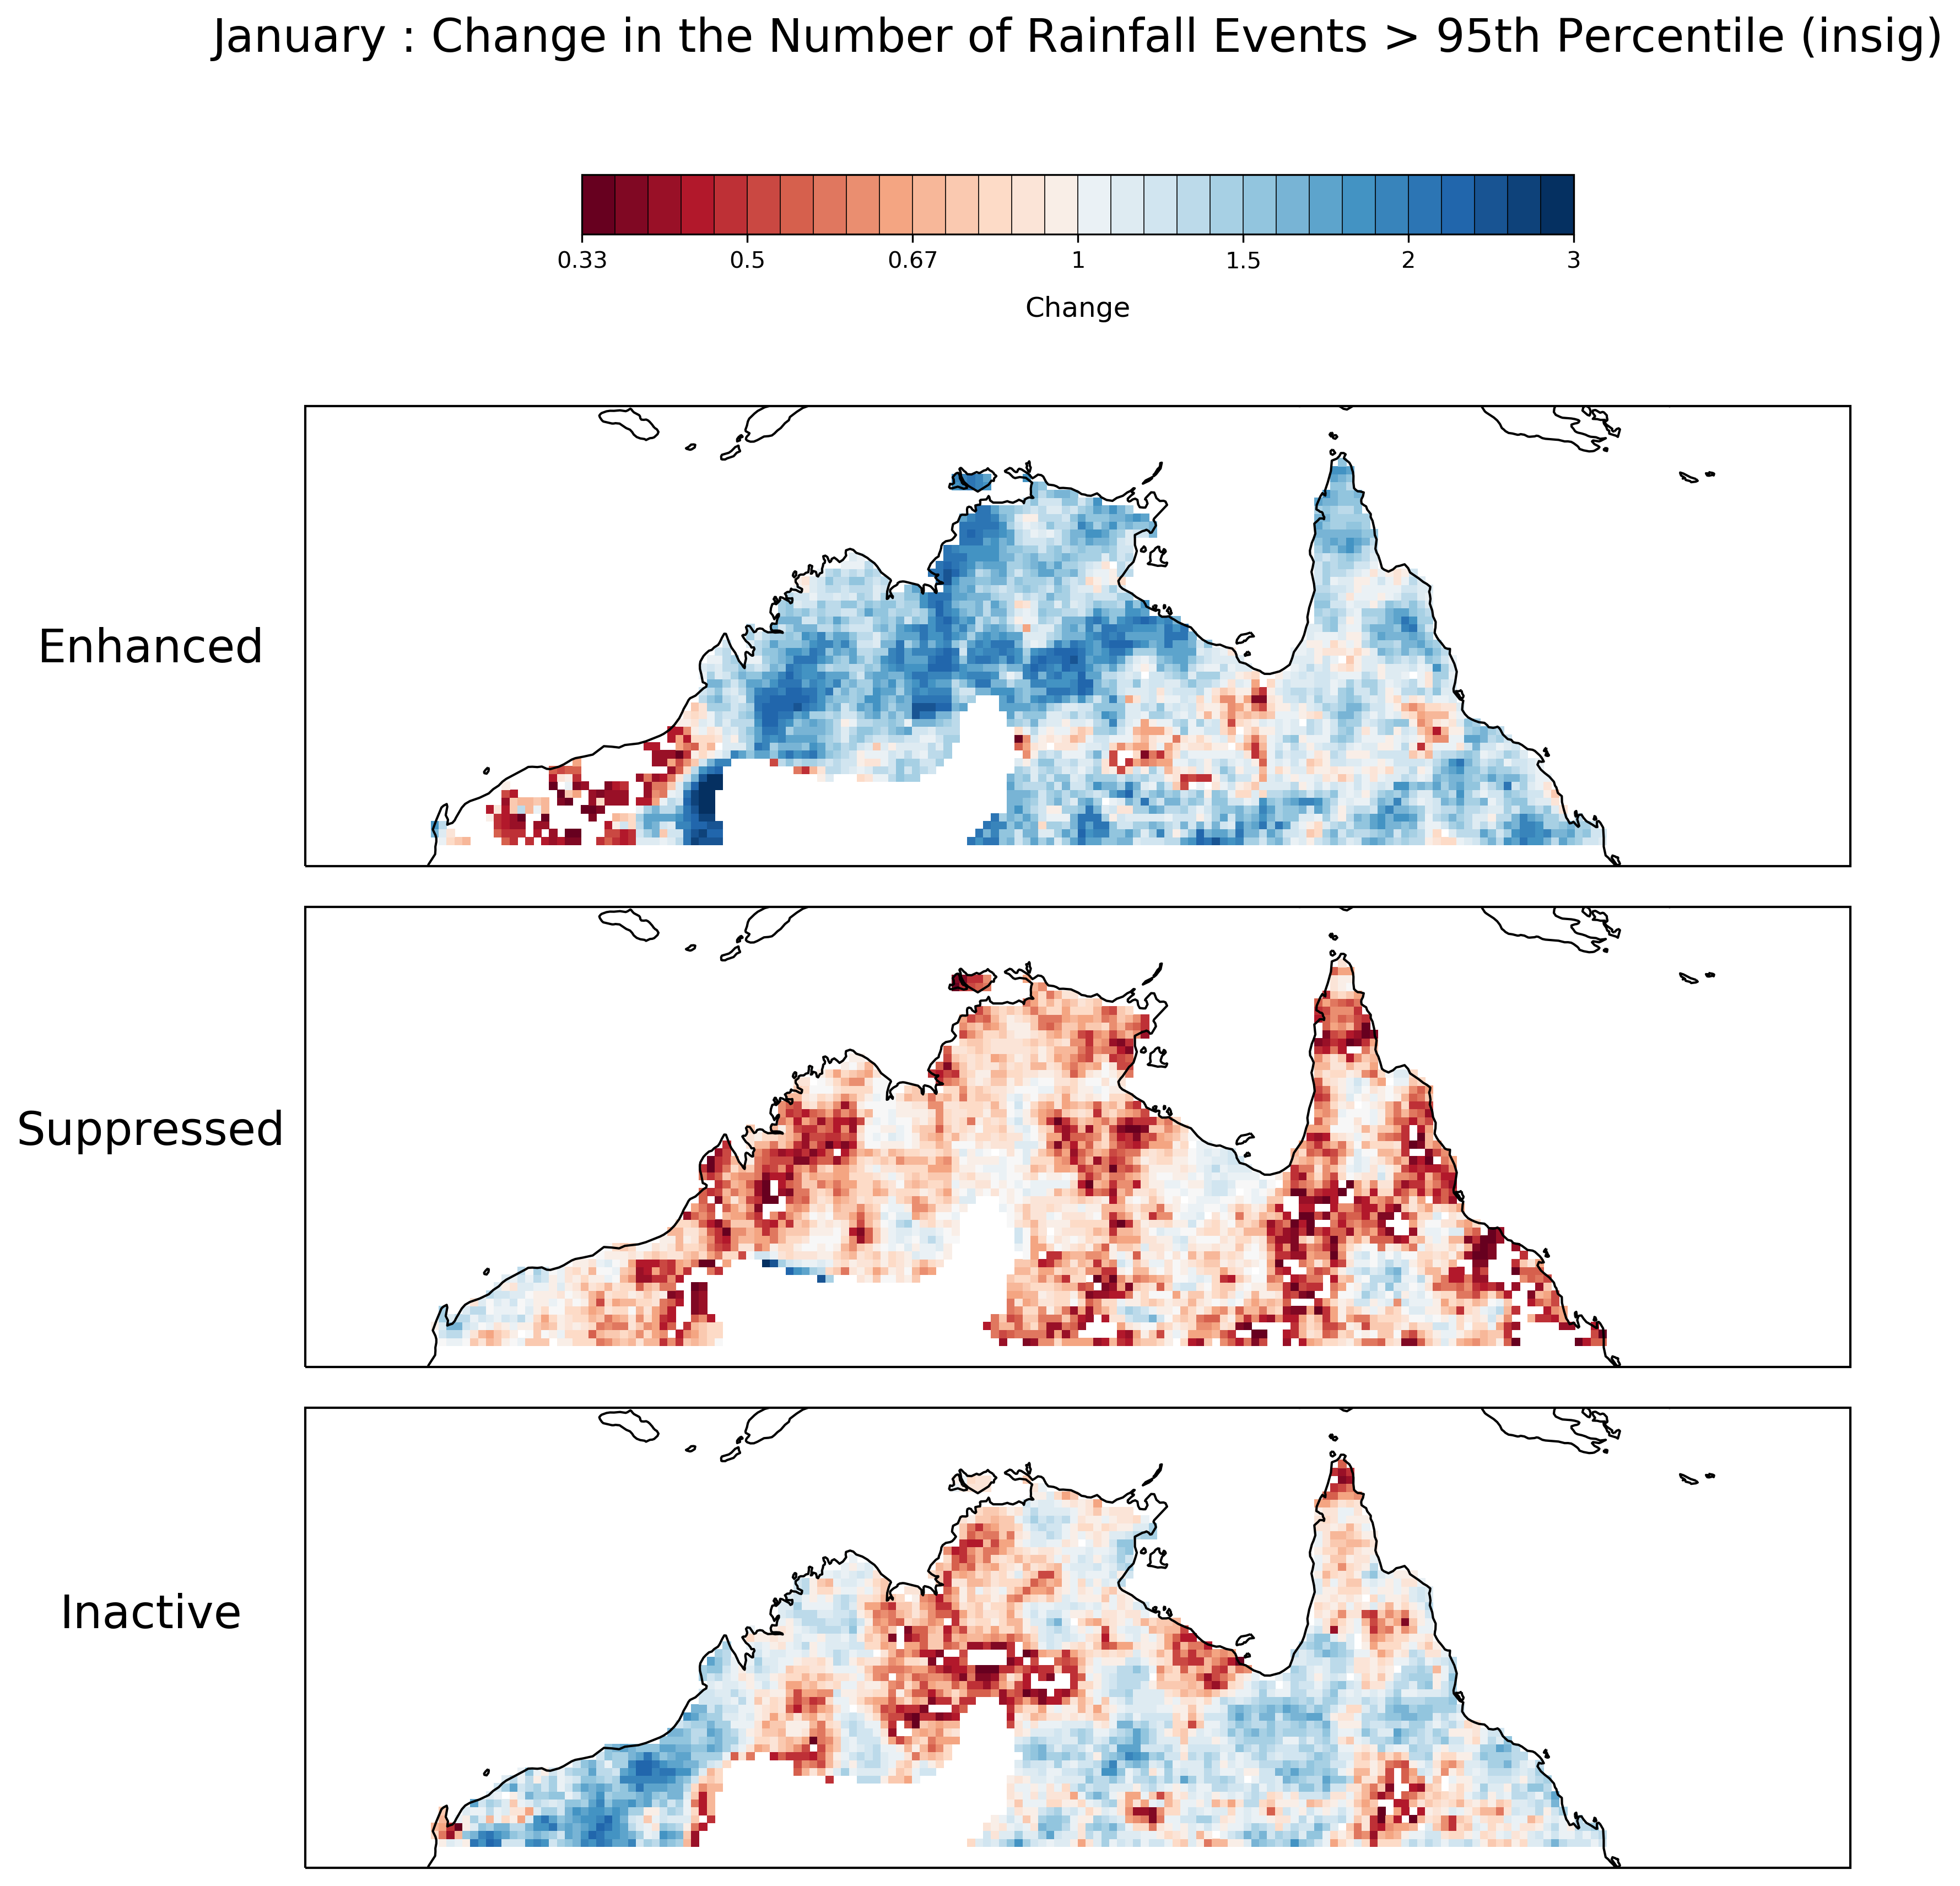 January : Change in the Number of Rainfall Events > 95th Percentile (insig)
0.33 0.5 0.67 1 1.5 2 3
Change
Enhanced
Suppressed
Inactive